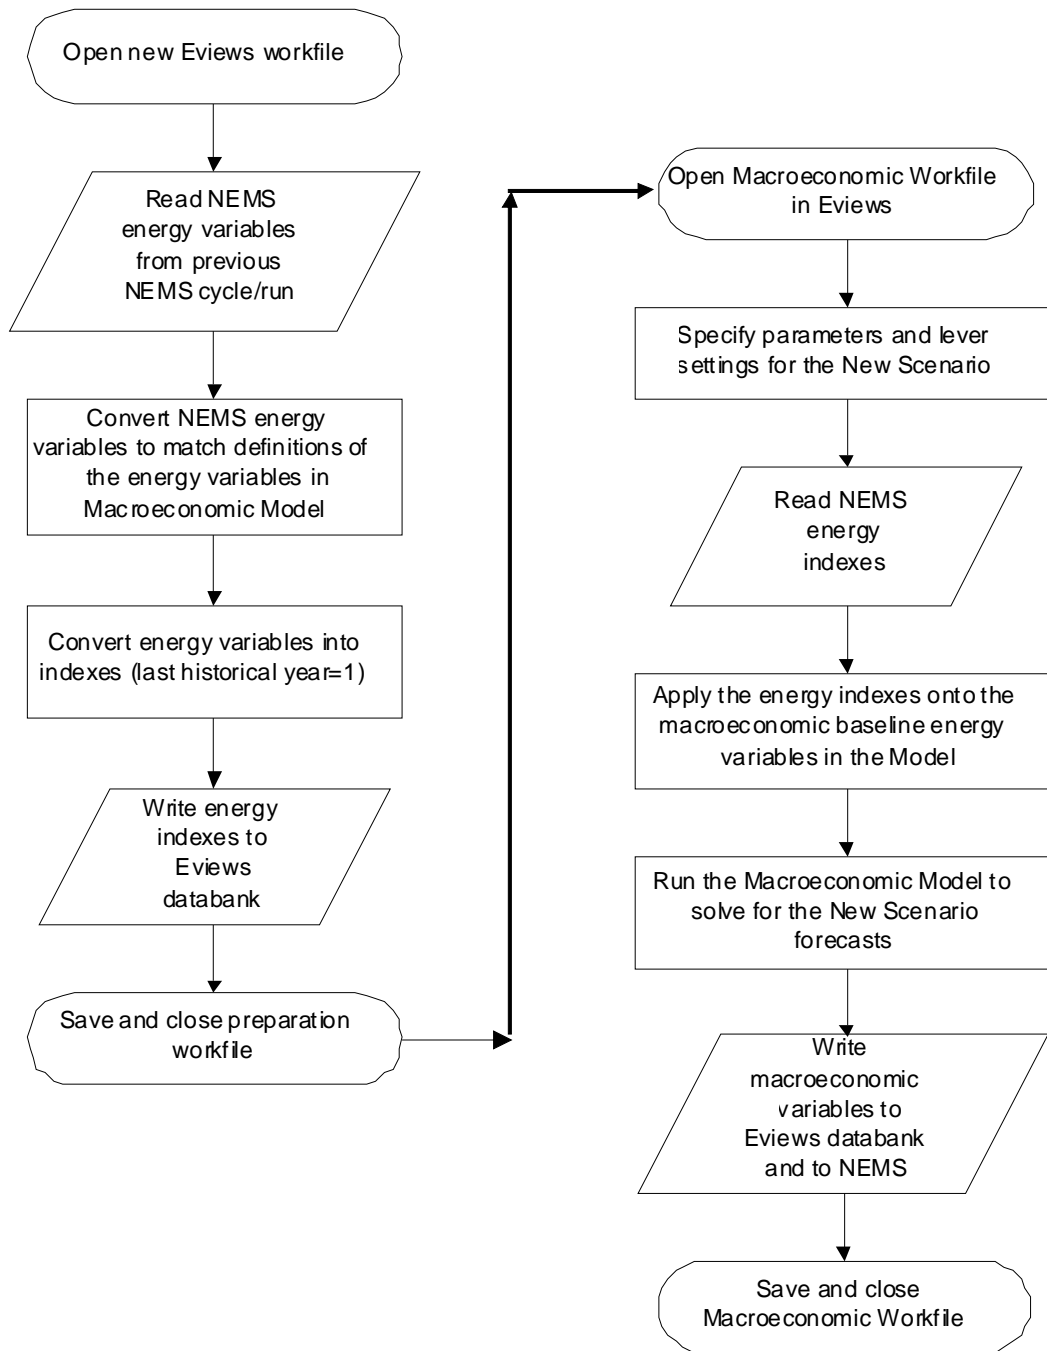 Open new Eviews workfile
Read NEMS
energy variables
from previous
NEMS cycle/run
Convert NEMS energy
variables to match definitions of
the energy variables in
Macroeconomic Model
Convert energy variables into
indexes (last historical year=1)
Write energy
indexes to
Eviews
databank
Save and close preparation
workfile
Open Macroeconomic Workfile
in Eviews
Specify parameters and lever
settings for the New Scenario
Read NEMS
energy
indexes
Apply the energy indexes onto the
macroeconomic baseline energy
variables in the Model
Run the Macroeconomic Model to
solve for the New Scenario
forecasts
Write
macroeconomic
variables to
Eviews databank
and to NEMS
Save and close
Macroeconomic Workfile